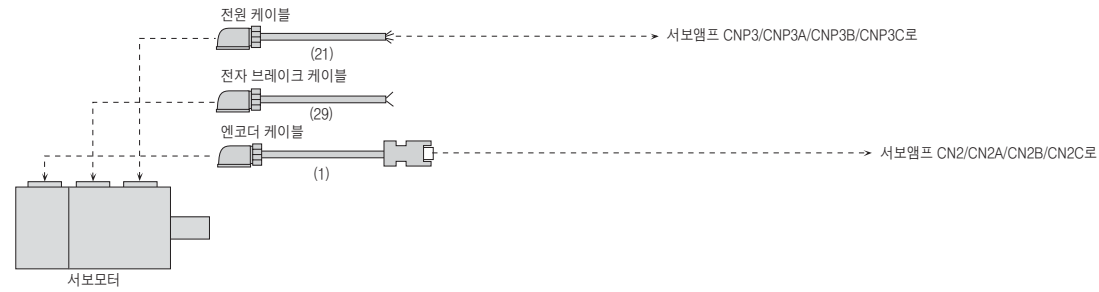 전원 케이블
서보앰프 CNP3/CNP3A/CNP3B/CNP3C로
(21)
전자 브레이크 케이블
(29)
엔코더 케이블
서보앰프 CN2/CN2A/CN2B/CN2C로
(1)
서보모터